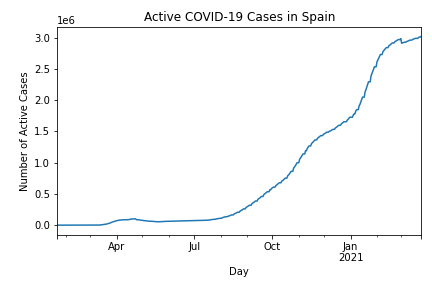 Active COVID-19 Cases in Spain
1e6
3.0
2.5
2.0
1.5
1.0
0.5
0.0
Number of Active Cases
Apr
Jul
Oct
Jan
2021
Day